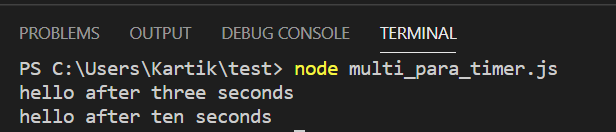 PROBLEMS OUTPUT DEBUG CONSOLE TERMINAL
PS C:\Users\Kartik\test> node multi_para_timer.js
hello after three seconds
hello after ten seconds